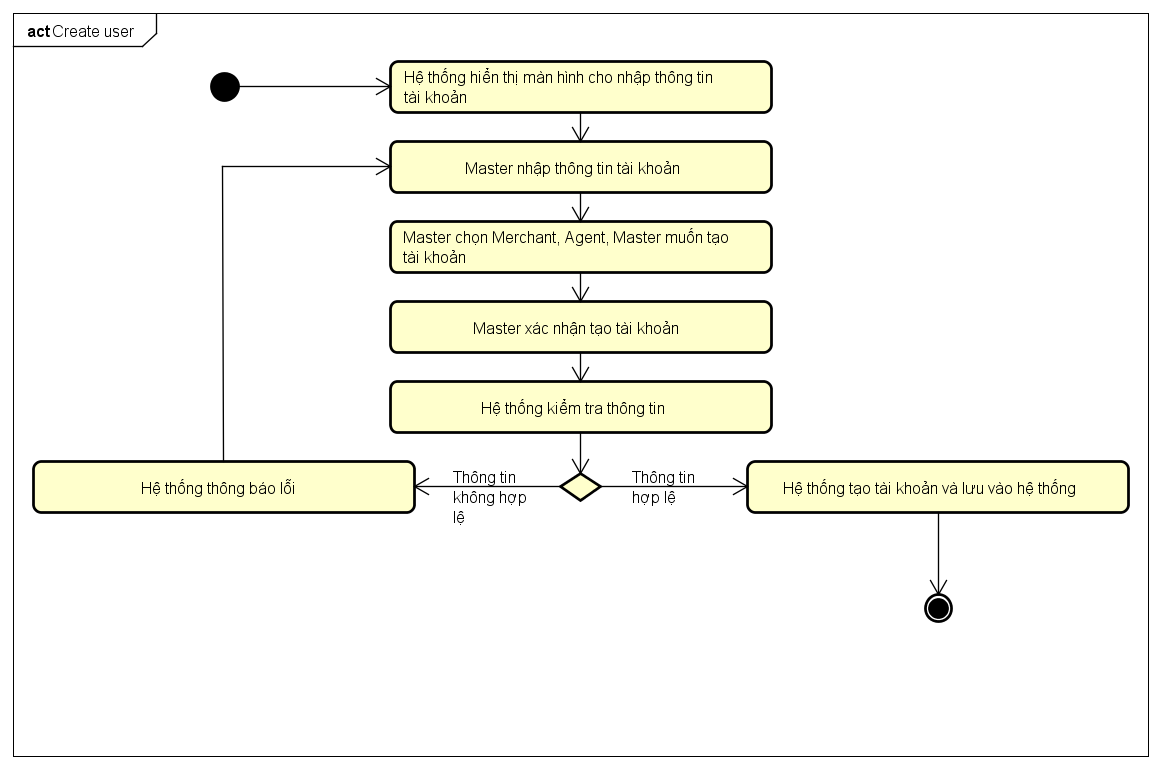 act Create user
Hệ thống hiển thị màn hình cho nhập thông tin
tài khoản
Master nhập thông tin tài khoản
Master chọn Merchant, Agent, Master muốn tạo
tài khoản
Master xác nhận tạo tài khoản
Hệ thống kiểm tra thông tin
Hệ thống thông báo lỗi
Thông tin
không hợp
lệ
Thông tin
hợp lệ
Hệ thống tạo tài khoản và lưu vào hệ thống